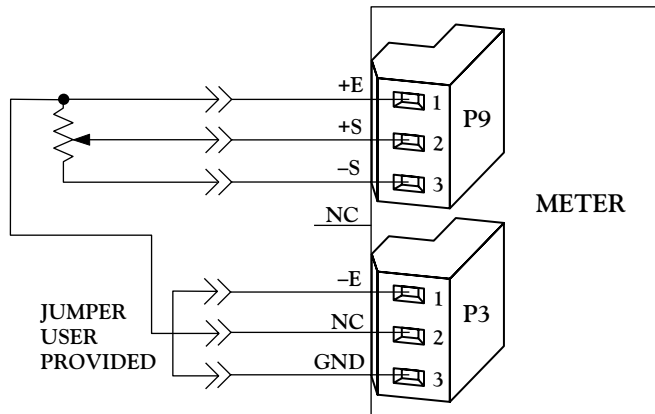 +E
1
P9
+S
2
–S
3
NC
METER
–E
1
P3
JUMPER
USER
PROVIDED
NC
2
GND
3